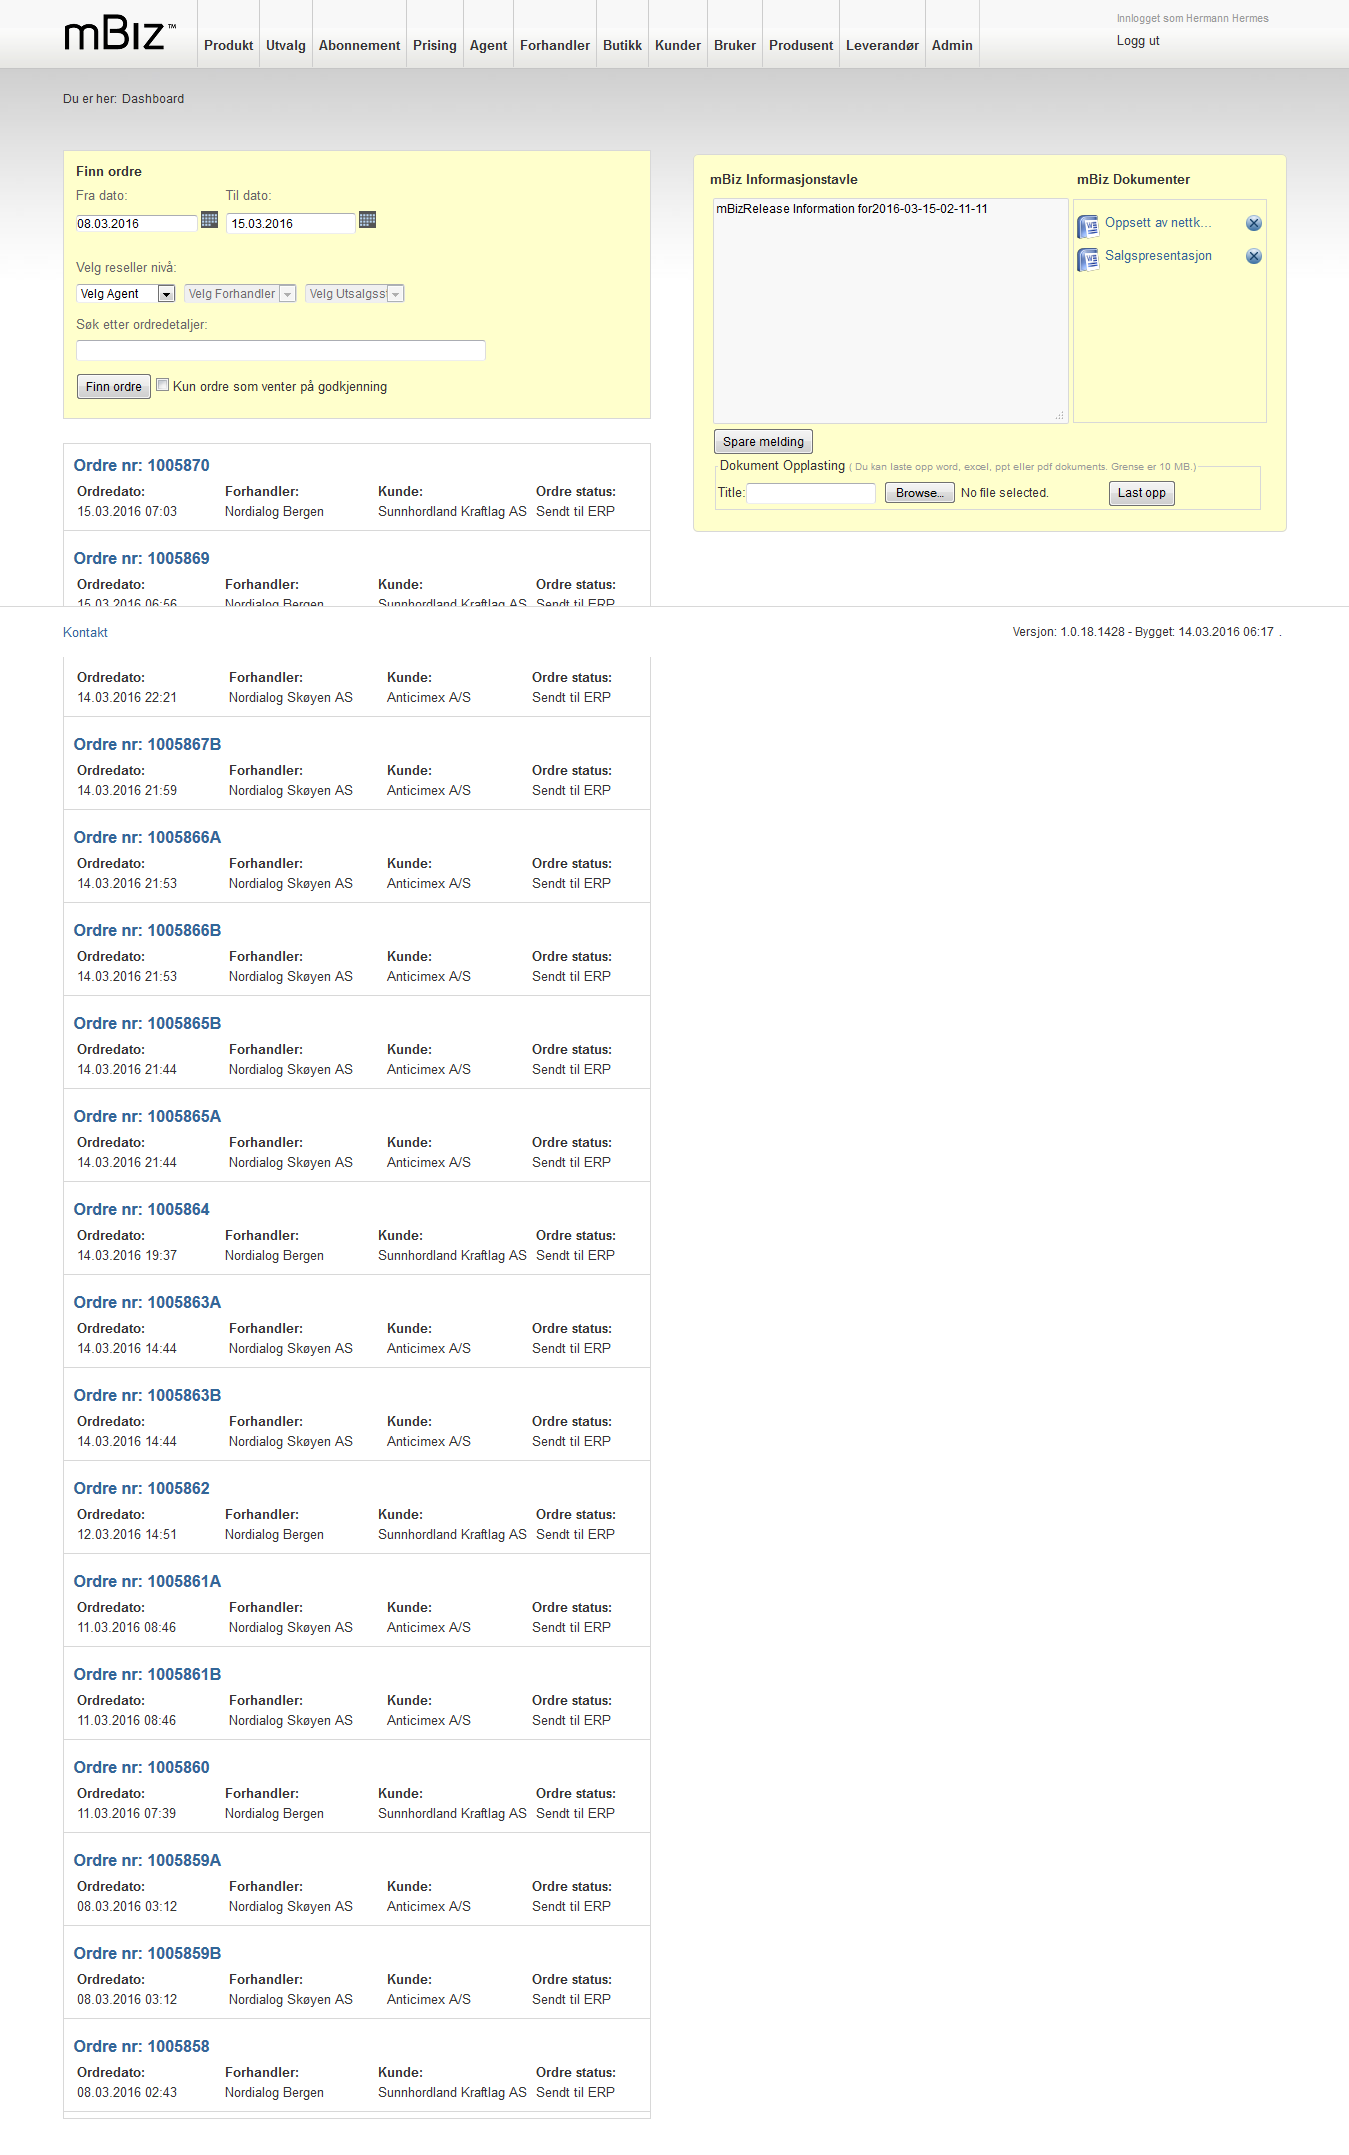 mBiz™
Produkt Utvalg Abonnement Prising Agent Forhandler Butikk Kunder Bruker Produsent Leverandør Admin
Innlogget som Hermann Hermes
Logg ut
Du er her: Dashboard
Finn ordre
Fra dato: Til dato:
08.03.2016 15.03.2016
Velg reseller nivå:
Velg Agent Velg Forhandler Velg Utsalgss
Søk etter ordredetaljer:
Finn ordre Kun ordre som venter på godkjenning
mBiz Informasjonstavle mBiz Dokumenter
mBizRelease Information for2016-03-15-02-11-11
Oppsett av nettk...
Salgspresentasjon
Spare melding
Dokument Opplasting ( Du kan laste opp word, excel, ppt eller pdf dokuments. Grense er 10 MB.)
Title: Browse... No file selected. Last opp
Ordre nr: 1005870
Ordredato: Forhandler: Kunde: Ordre status:
15.03.2016 07:03 Nordialog Bergen Sunnhordland Kraftlag AS Sendt til ERP
Ordre nr: 1005869
Ordredato: Forhandler: Kunde: Ordre status:
15.03.2016 06:56 Nordialog Bergen Sunnhordland Kraftlag AS Sendt til ERP
Kontakt Versjon: 1.0.18.1428 - Bygget: 14.03.2016 06:17 .
Ordredato: Forhandler: Kunde: Ordre status:
14.03.2016 22:21 Nordialog Skøyen AS Anticimex A/S Sendt til ERP
Ordre nr: 1005867B
Ordredato: Forhandler: Kunde: Ordre status:
14.03.2016 21:59 Nordialog Skøyen AS Anticimex A/S Sendt til ERP
Ordre nr: 1005866A
Ordredato: Forhandler: Kunde: Ordre status:
14.03.2016 21:53 Nordialog Skøyen AS Anticimex A/S Sendt til ERP
Ordre nr: 1005866B
Ordredato: Forhandler: Kunde: Ordre status:
14.03.2016 21:53 Nordialog Skøyen AS Anticimex A/S Sendt til ERP
Ordre nr: 1005865B
Ordredato: Forhandler: Kunde: Ordre status:
14.03.2016 21:44 Nordialog Skøyen AS Anticimex A/S Sendt til ERP
Ordre nr: 1005865A
Ordredato: Forhandler: Kunde: Ordre status:
14.03.2016 21:44 Nordialog Skøyen AS Anticimex A/S Sendt til ERP
Ordre nr: 1005864
Ordredato: Forhandler: Kunde: Ordre status:
14.03.2016 19:37 Nordialog Bergen Sunnhordland Kraftlag AS Sendt til ERP
Ordre nr: 1005863A
Ordredato: Forhandler: Kunde: Ordre status:
14.03.2016 14:44 Nordialog Skøyen AS Anticimex A/S Sendt til ERP
Ordre nr: 1005863B
Ordredato: Forhandler: Kunde: Ordre status:
14.03.2016 14:44 Nordialog Skøyen AS Anticimex A/S Sendt til ERP
Ordre nr: 1005862
Ordredato: Forhandler: Kunde: Ordre status:
12.03.2016 14:51 Nordialog Bergen Sunnhordland Kraftlag AS Sendt til ERP
Ordre nr: 1005861A
Ordredato: Forhandler: Kunde: Ordre status:
11.03.2016 08:46 Nordialog Skøyen AS Anticimex A/S Sendt til ERP
Ordre nr: 1005861B
Ordredato: Forhandler: Kunde: Ordre status:
11.03.2016 08:46 Nordialog Skøyen AS Anticimex A/S Sendt til ERP
Ordre nr: 1005860
Ordredato: Forhandler: Kunde: Ordre status:
11.03.2016 07:39 Nordialog Bergen Sunnhordland Kraftlag AS Sendt til ERP
Ordre nr: 1005859A
Ordredato: Forhandler: Kunde: Ordre status:
08.03.2016 03:12 Nordialog Skøyen AS Anticimex A/S Sendt til ERP
Ordre nr: 1005859B
Ordredato: Forhandler: Kunde: Ordre status:
08.03.2016 03:12 Nordialog Skøyen AS Anticimex A/S Sendt til ERP
Ordre nr: 1005858
Ordredato: Forhandler: Kunde: Ordre status:
08.03.2016 02:43 Nordialog Bergen Sunnhordland Kraftlag AS Sendt til ERP